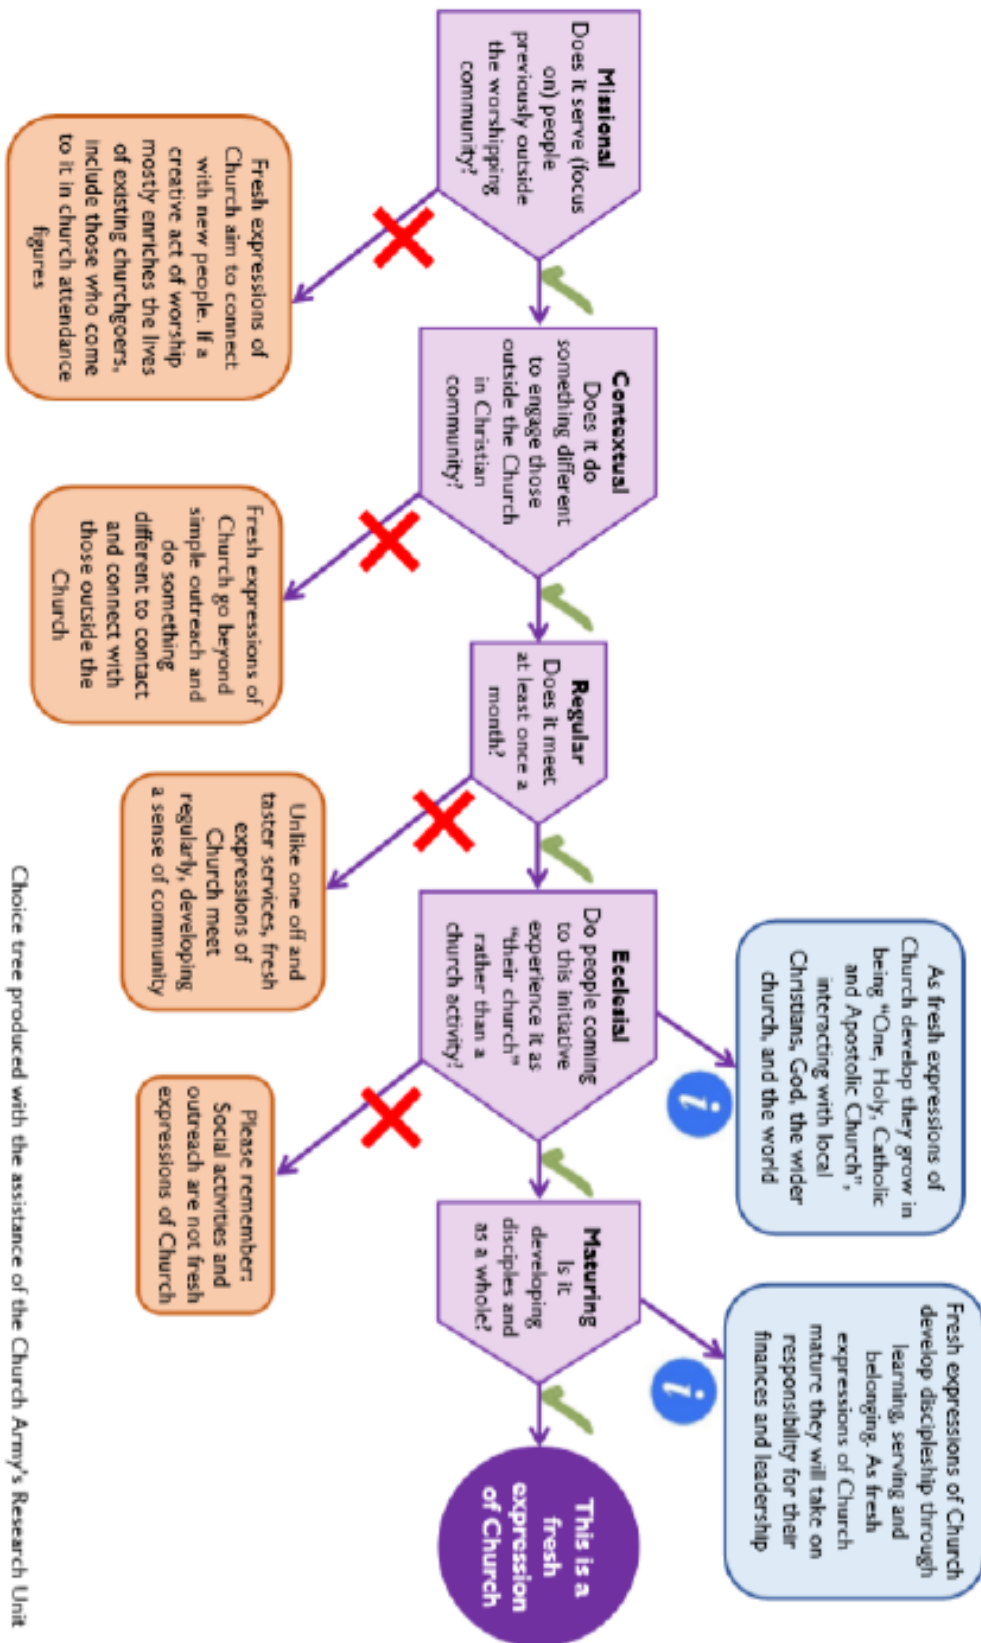 As fresh expressions of
Church develop they grow in
being “One, Holy, Catholic
and Apostolic Church”,
interacting with local
Christians, God, the wider
church, and the world
Fresh expressions of Church
develop discipleship through
learning, serving and
belonging. As fresh
expressions of Church
mature they will take on
responsibility for their
finances and leadership
i
i
Missional
Does it serve (focus
on) people
previously outside
the worshipping
community?
Contextual
Does it do
something different
to engage those
outside the Church
in Christian
community?
Regular
Does it meet
at least once a
month?
Ecclesial
Do people coming
to this initiative
experience it as
“their church”
rather than a
church activity?
Maturing
Is it
developing
disciples and
as a whole?
This is a
fresh
expression
of Church
Fresh expressions of
Church aim to connect
with new people. If a
creative act of worship
mostly enriches the lives
of existing churchgoers,
include those who come
to it in church attendance
figures
Fresh expressions of
Church go beyond
simple outreach and
do something
different to contact
and connect with
those outside the
Church
Unlike one off and
taster services, fresh
expressions of
Church meet
regularly, developing
a sense of community
Please remember:
Social activities and
outreach are not fresh
expressions of Church
Choice tree produced with the assistance of the Church Army's Research Unit